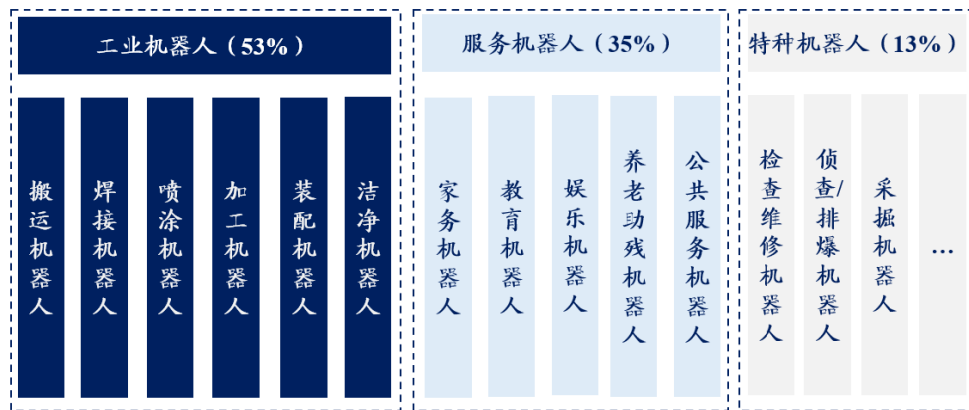 工业机器人（53%）
搬运机器人
焊接机器人
喷涂机器人
加工机器人
装配机器人
洁净机器人
服务机器人（35%）
家务机器人
教育机器人
娱乐机器人
养老助残机器人
公共服务机器人
特种机器人（13%）
检查维修机器人
侦查/排爆机器人
采掘机器人
...